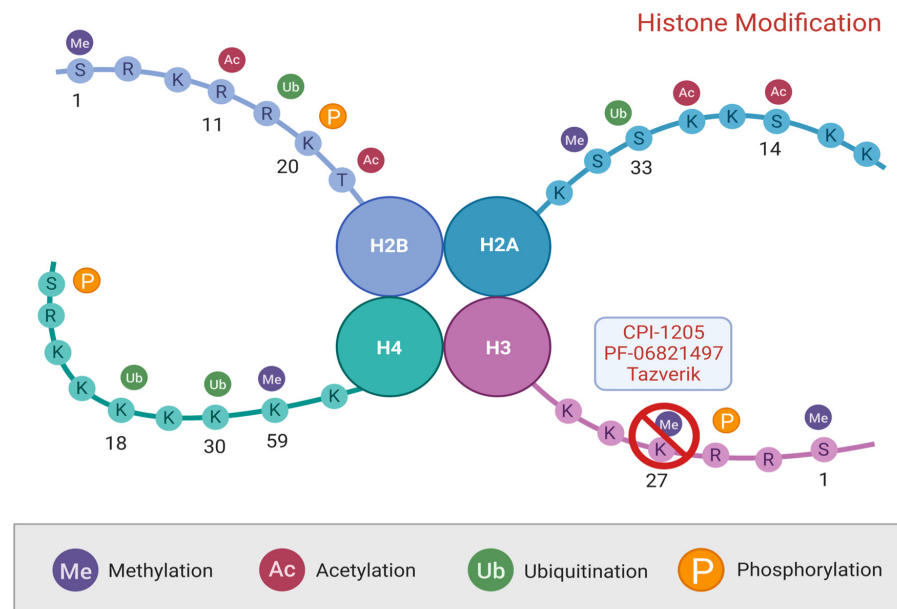 Histone Modification
Me
S R K R R K T
Ac
Ub
P
Ac
1
11
20
Me
Ub
Ac
Ac
K S S K K S K K
33
14
H2B
H2A
H4
H3
S
P
R
K
K
Ub
K
K
Ub
K
Me
K
K
18
30
59
CPI-1205
PF-06821497
Tazverik
K
K
Me
K
P
R
R
Me
S
27
1
Me Methylation
Ac Acetylation
Ub Ubiquitination
P Phosphorylation